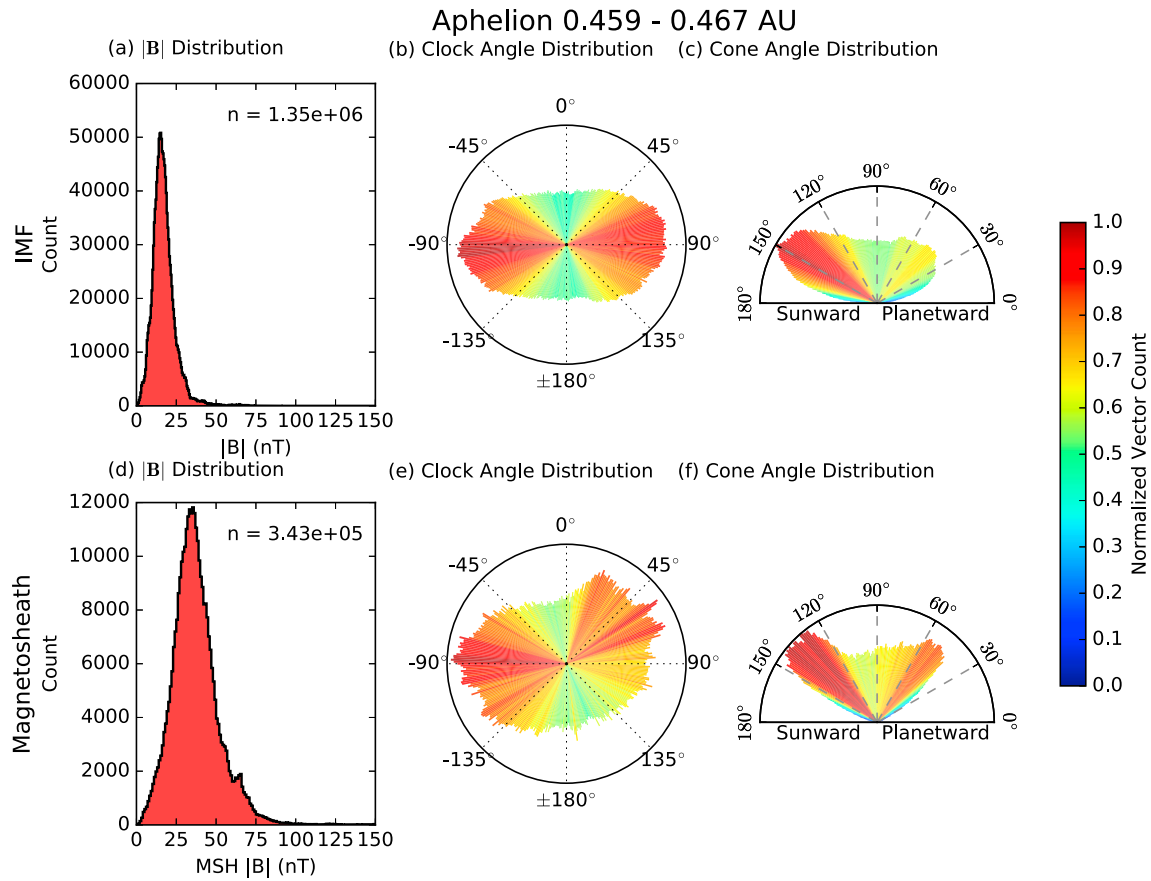 Aphelion 0.459 - 0.467 AU
(a) |B| Distribution
(b) Clock Angle Distribution
(c) Cone Angle Distribution
IMF
Count
60000
50000
40000
30000
20000
10000
0
n = 1.35e+06
0 25 50 75 100 125 150
|B| (nT)
0°
-45°
45°
-90°
90°
-135°
135°
±180°
90°
120°
60°
150°
30°
180°
0°
Sunward
Planetward
(d) |B| Distribution
(e) Clock Angle Distribution
(f) Cone Angle Distribution
Magnetosheath
Count
12000
10000
8000
6000
4000
2000
0
n = 3.43e+05
0 25 50 75 100 125 150
MSH |B| (nT)
0°
-45°
45°
-90°
90°
-135°
135°
±180°
90°
120°
60°
150°
30°
180°
0°
Sunward
Planetward
1.0
0.9
0.8
0.7
0.6
0.5
0.4
0.3
0.2
0.1
0.0
Normalized Vector Count